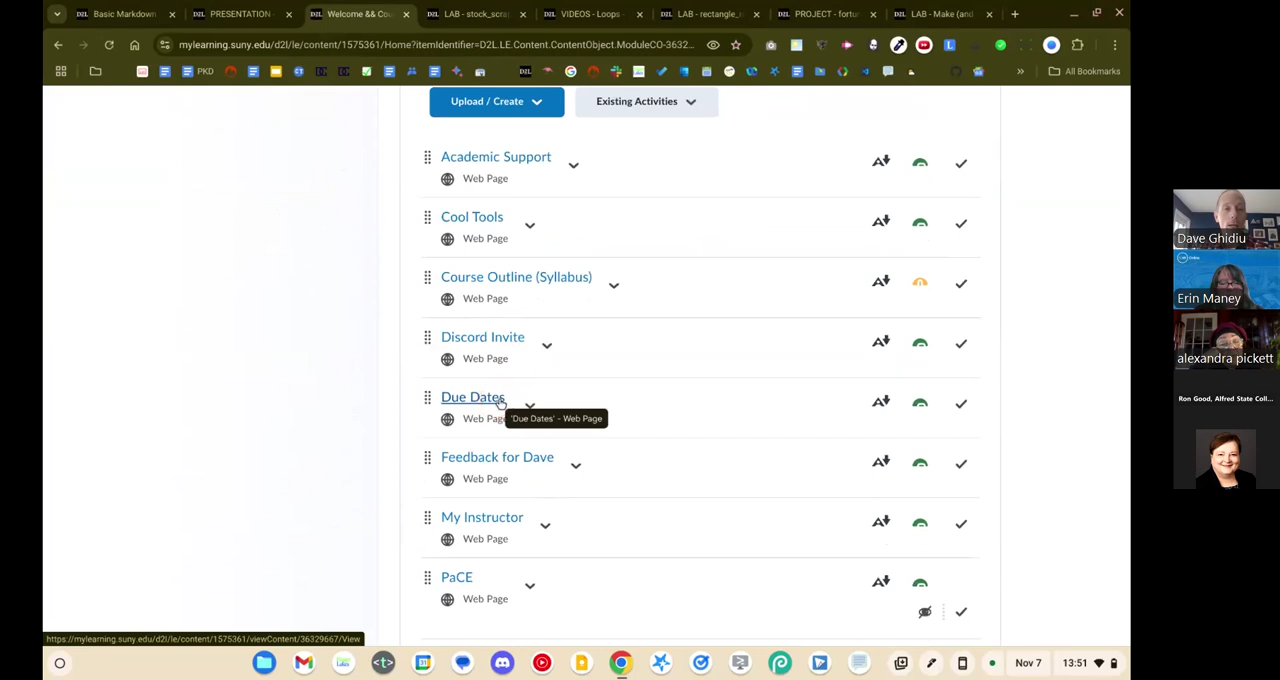 Basic Markdown
PRESENTATION -
Welcome && Cou
LAB - stock_scra
VIDEOS - Loops -
LAB - rectangle_
PROJECT - fortu
LAB - Make (and
mylearning.suny.edu/d2l/le/content/1575361/Home?itemIdentifier=D2L.LE.Content.ContentObject.ModuleCO-3632...
PKD
All Bookmarks
Upload / Create
Existing Activities
Academic Support
Web Page
Cool Tools
Web Page
Course Outline (Syllabus)
Web Page
Discord Invite
Web Page
Due Dates
Web Page
'Due Dates' - Web Page
Feedback for Dave
Web Page
My Instructor
Web Page
PaCE
Web Page
https://mylearning.suny.edu/d2l/le/content/1575361/viewContent/36329667/View
Nov 7
13:51
Dave Ghidiu
Erin Maney
alexandra pickett
Ron Good, Alfred State Coll...